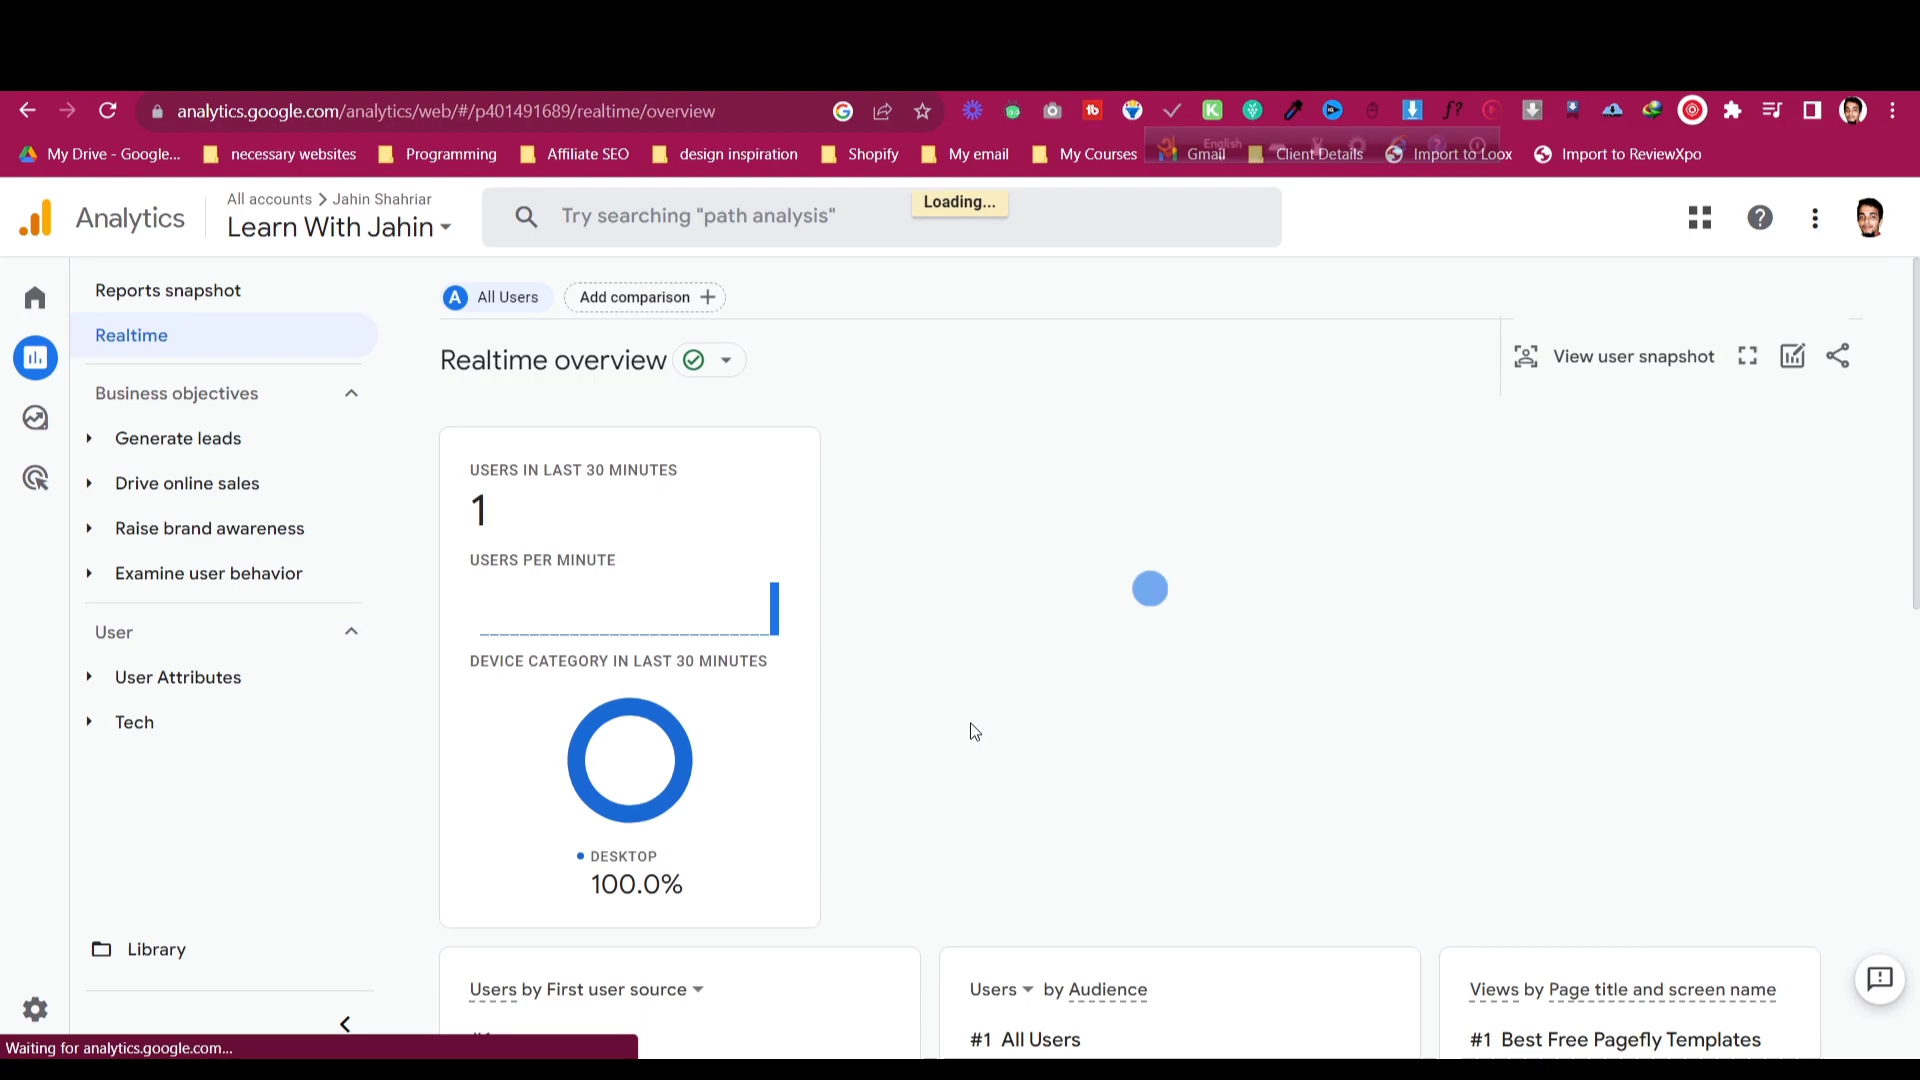 analytics.google.com/analytics/web/#/p401491689/realtime/overview
My Drive - Google... necessary websites Programming Affiliate SEO design inspiration Shopify My email My Courses Gmail Client Details Import to Loox Import to ReviewXpo
English
Analytics
All accounts > Jahin Shahriar
Learn With Jahin
Try searching "path analysis"
Loading...
Reports snapshot
Realtime
Business objectives
Generate leads
Drive online sales
Raise brand awareness
Examine user behavior
User
User Attributes
Tech
Library
A All Users
Add comparison +
Realtime overview
View user snapshot
USERS IN LAST 30 MINUTES
1
USERS PER MINUTE
DEVICE CATEGORY IN LAST 30 MINUTES
DESKTOP
100.0%
Users by First user source
Users by Audience
#1 All Users
Views by Page title and screen name
#1 Best Free Pagefly Templates
Waiting for analytics.google.com...